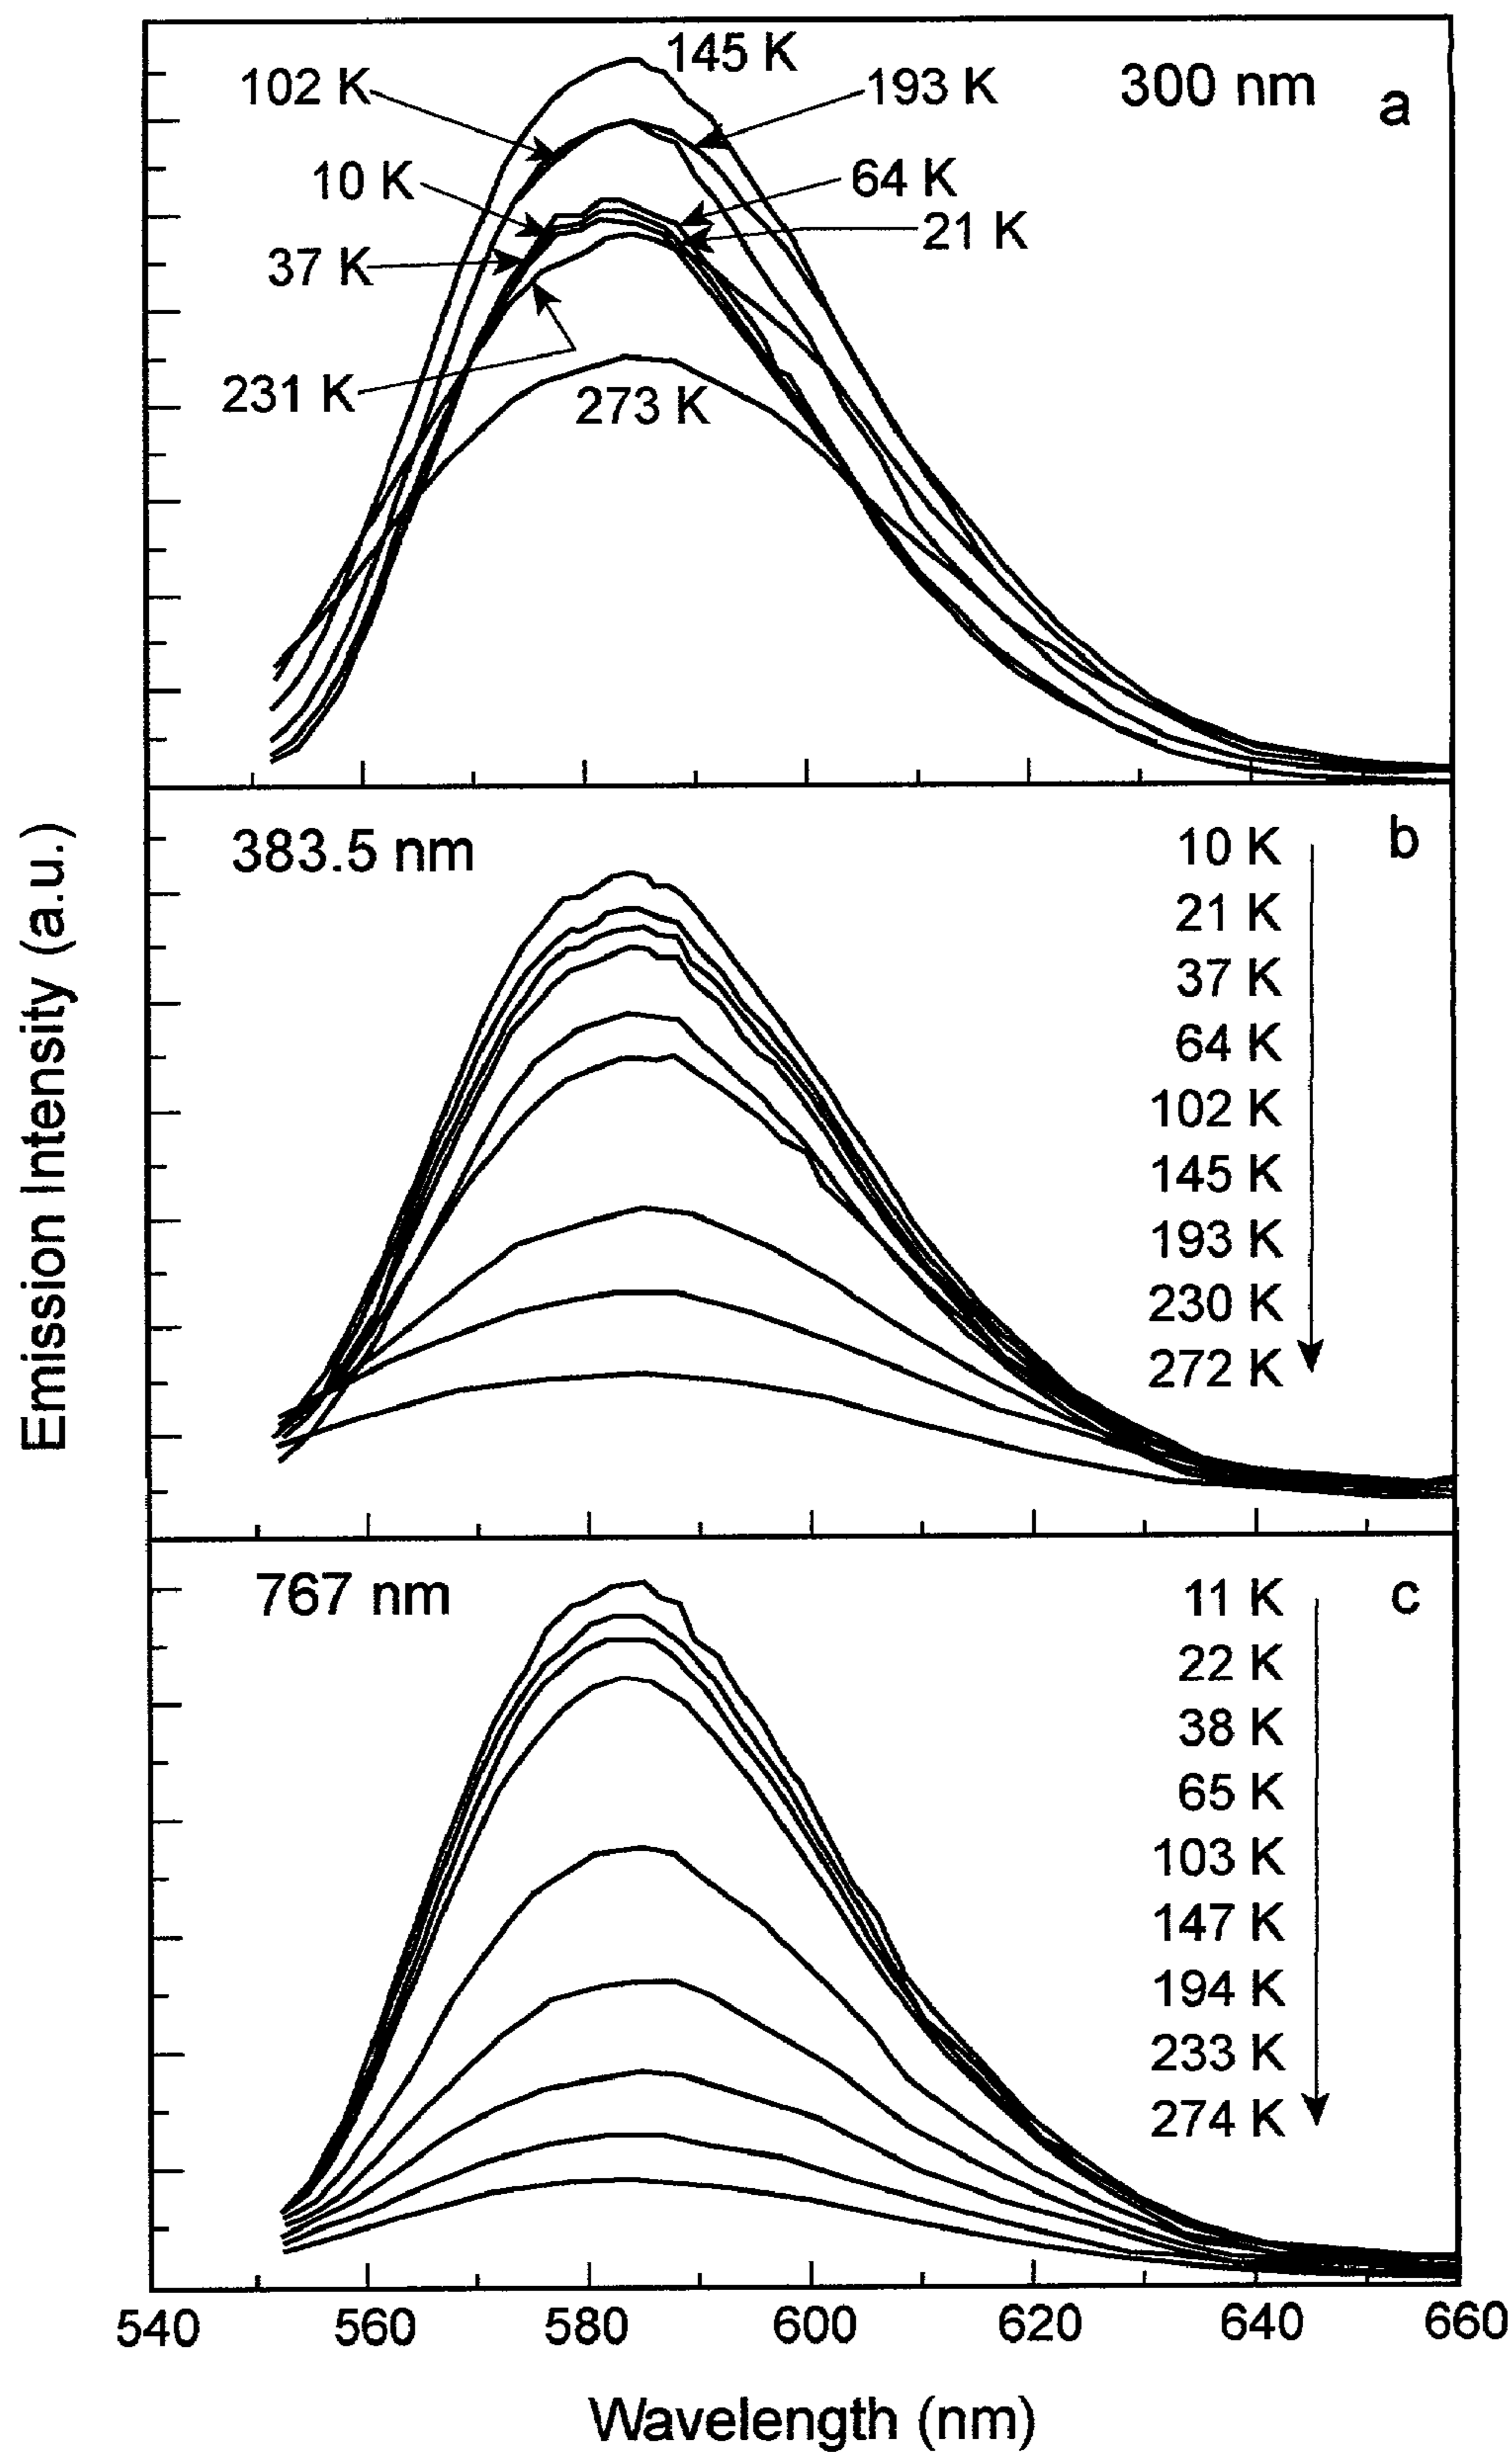 145 K
102 K
193 K
300 nm
a
10 K
64 K
21 K
37 K
231 K
273 K
Emission Intensity (a.u.)
383.5 nm
b
10 K
21 K
37 K
64 K
102 K
145 K
193 K
230 K
272 K
767 nm
c
11 K
22 K
38 K
65 K
103 K
147 K
194 K
233 K
274 K
540 560 580 600 620 640 660
Wavelength (nm)